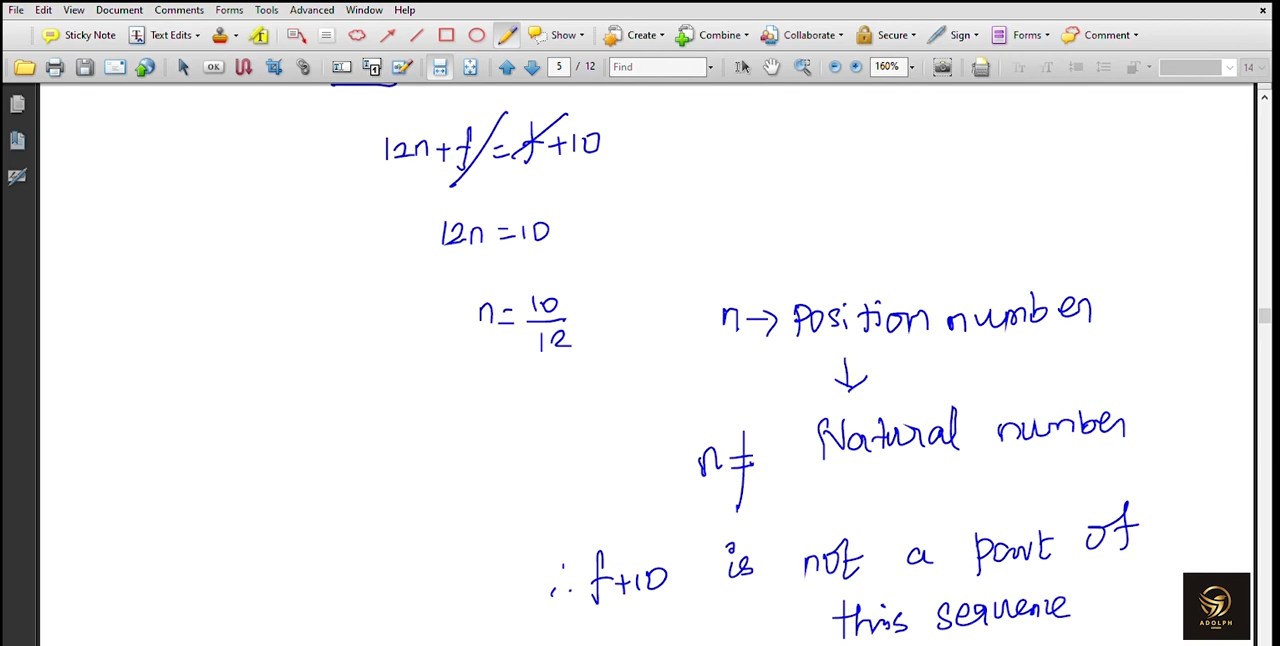 File Edit View Document Comments Forms Tools Advanced Window Help ×
Sticky Note Text Edits Show Create Combine Collaborate Secure Sign Forms Comment
OK 5 / 12 Find 160% 14
12n + f = f + 10
12n = 10
n = 10/12 n → Position number
↓
Natural number
n ≠
∴ f+10 is not a part of
this sequence
ADOLPH